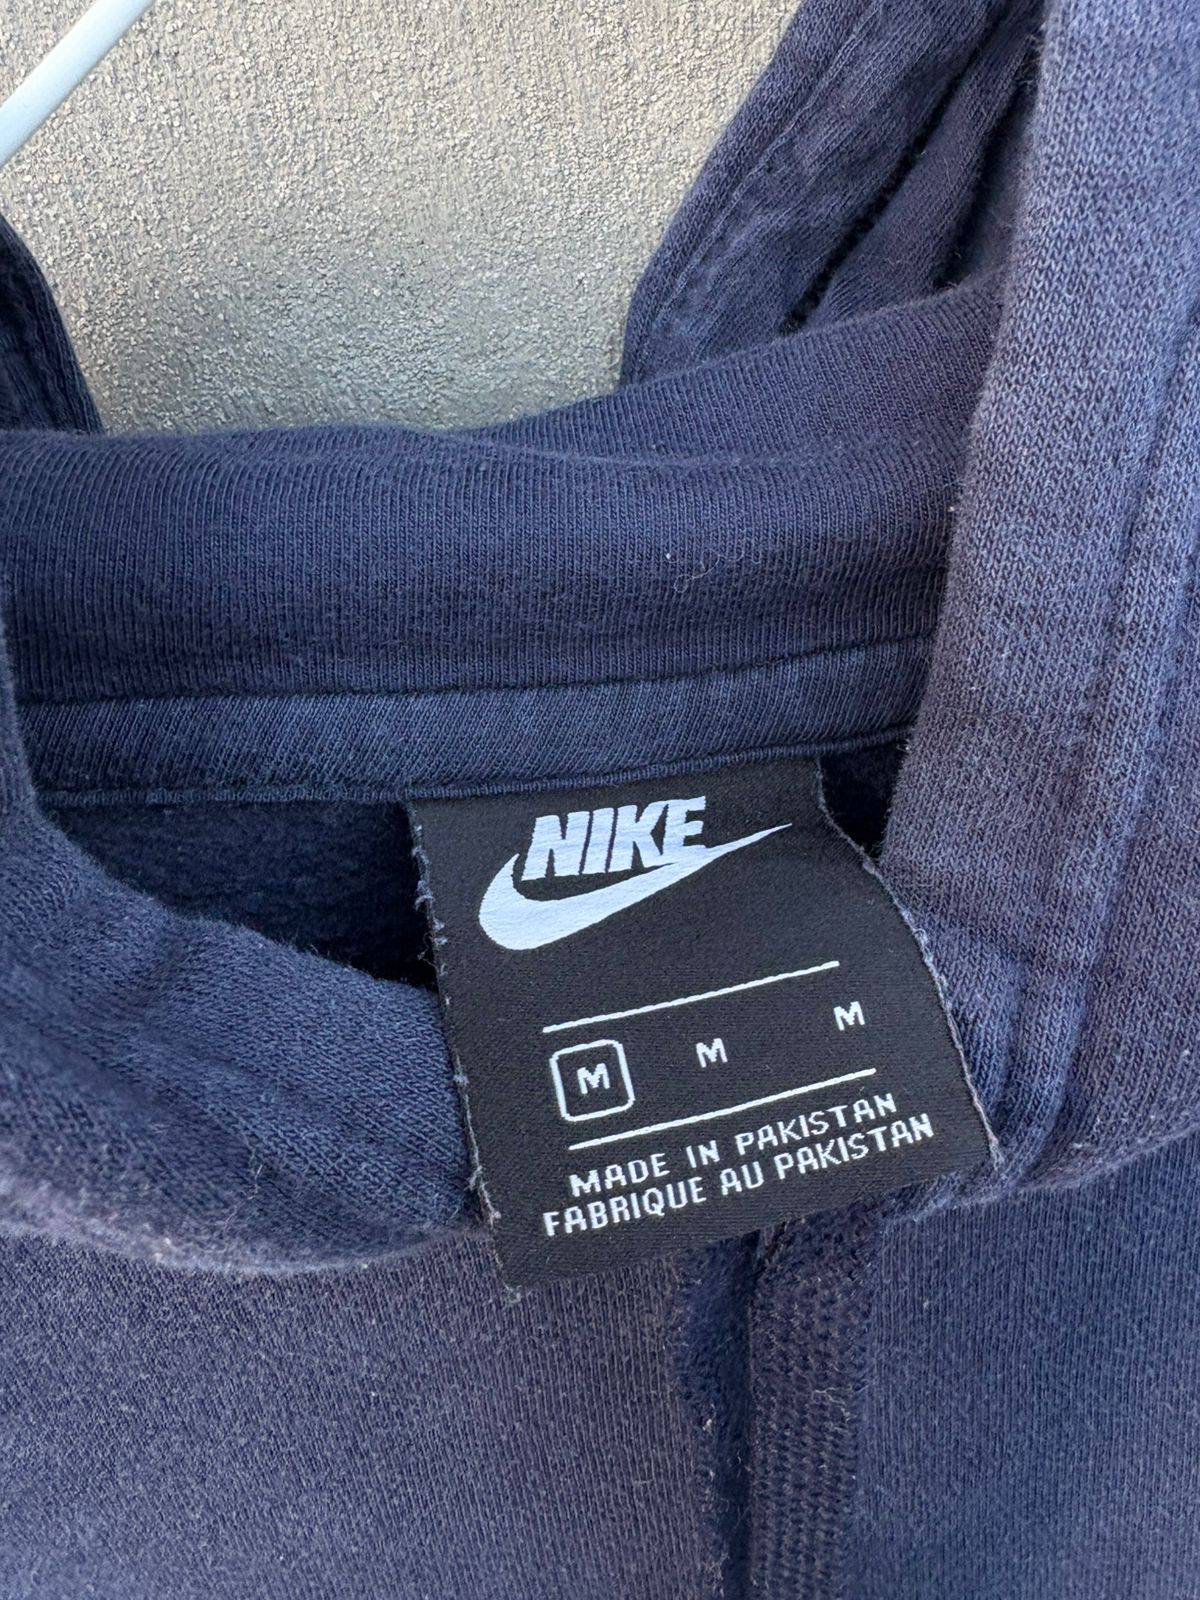 NIKE
M M M
MADE IN PAKISTAN
FABRIQUE AU PAKISTAN